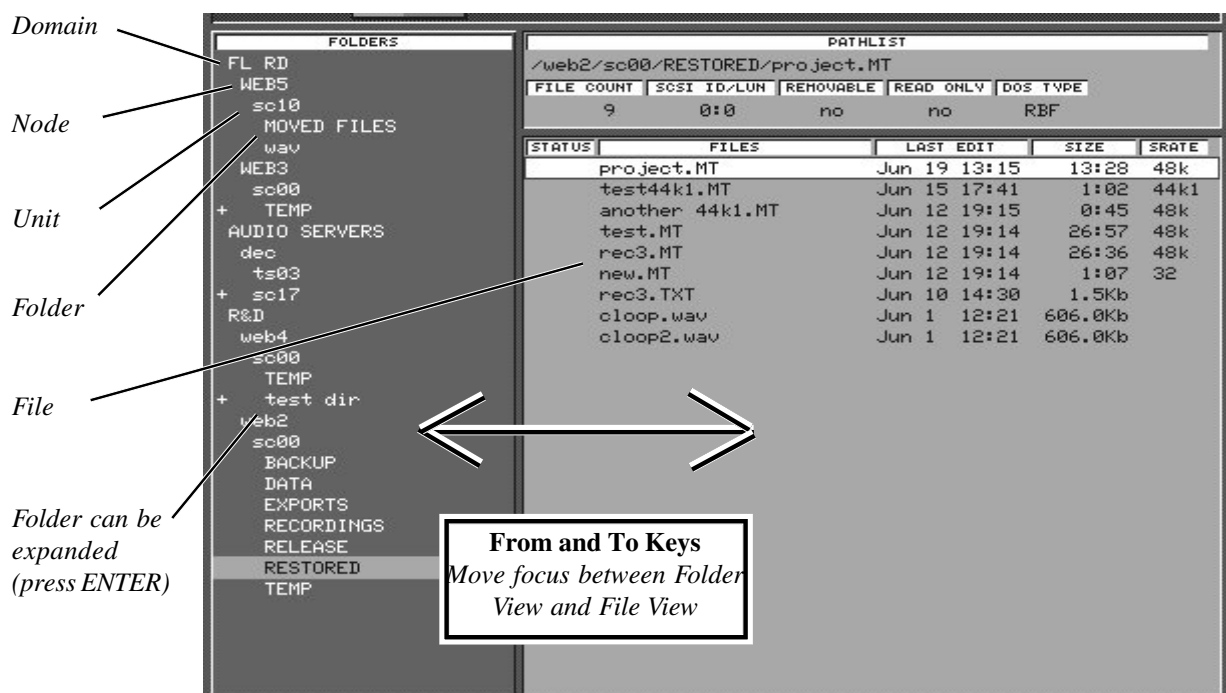 Domain
Node
Unit
Folder
File
Folder can be
expanded
(press ENTER)
FOLDERS
FL RD
WEB5
sc10
MOVED FILES
wav
WEB3
sc00
+ TEMP
AUDIO SERVERS
dec
ts03
+ sc17
R&D
web4
sc00
TEMP
+ test dir
web2
sc00
BACKUP
DATA
EXPORTS
RECORDINGS
RELEASE
RESTORED
TEMP
PATHLIST
/web2/sc00/RESTORED/project.MT
FILE COUNT SCSI ID/LUN REMOVABLE READ ONLY DOS TYPE
9 0:0 no no RBF
STATUS FILES LAST EDIT SIZE SRATE
project.MT Jun 19 13:15 13:28 48k
test44k1.MT Jun 15 17:41 1:02 44k1
another 44k1.MT Jun 12 19:15 0:45 48k
test.MT Jun 12 19:14 26:57 48k
rec3.MT Jun 12 19:14 26:36 48k
new.MT Jun 12 19:14 1:07 32
rec3.TXT Jun 10 14:30 1.5Kb
cloop.wav Jun 1 12:21 606.0Kb
cloop2.wav Jun 1 12:21 606.0Kb
From and To Keys
Move focus between Folder
View and File View